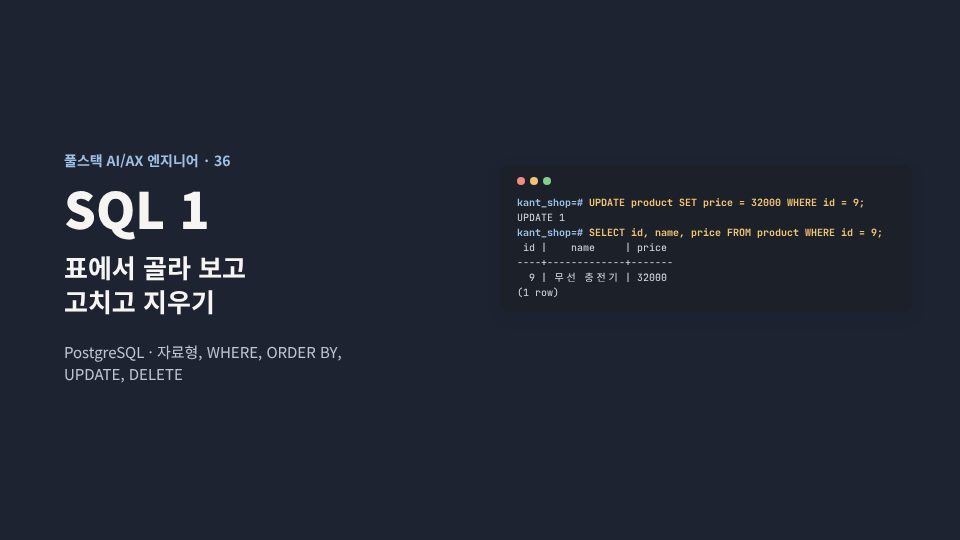 풀스택 AI/AX 엔지니어 · 36
SQL 1
표에서 골라 보고
고치고 지우기
PostgreSQL · 자료형, WHERE, ORDER BY,
UPDATE, DELETE
kant_shop=# UPDATE product SET price = 32000 WHERE id = 9;
UPDATE 1
kant_shop=# SELECT id, name, price FROM product WHERE id = 9;
 id |    name     | price
----+-------------+-------
  9 | 무선 충전기 | 32000
(1 row)